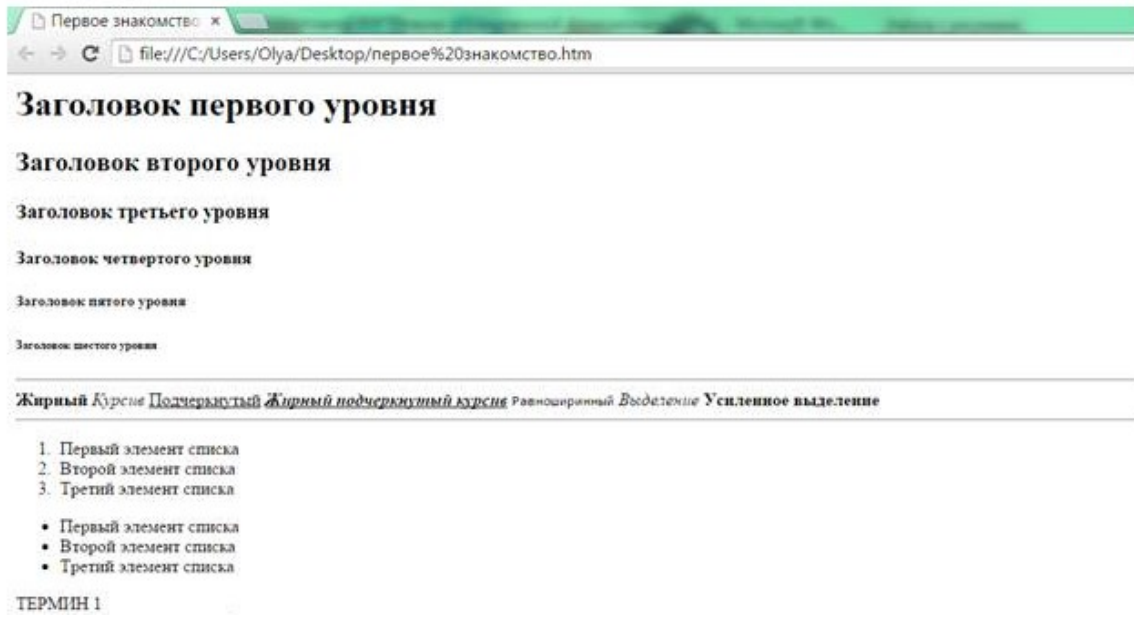 Первое знакомство ×
file:///C:/Users/Olya/Desktop/первое%20знакомство.htm
Заголовок первого уровня
Заголовок второго уровня
Заголовок третьего уровня
Заголовок четвертого уровня
Заголовок пятого уровня
Заголовок шестого уровня
Жирный Курсив Подчеркнутый Жирный подчеркнутый курсив Равноширинный Выделение Усиленное выделение
1. Первый элемент списка
2. Второй элемент списка
3. Третий элемент списка
• Первый элемент списка
• Второй элемент списка
• Третий элемент списка
ТЕРМИН 1